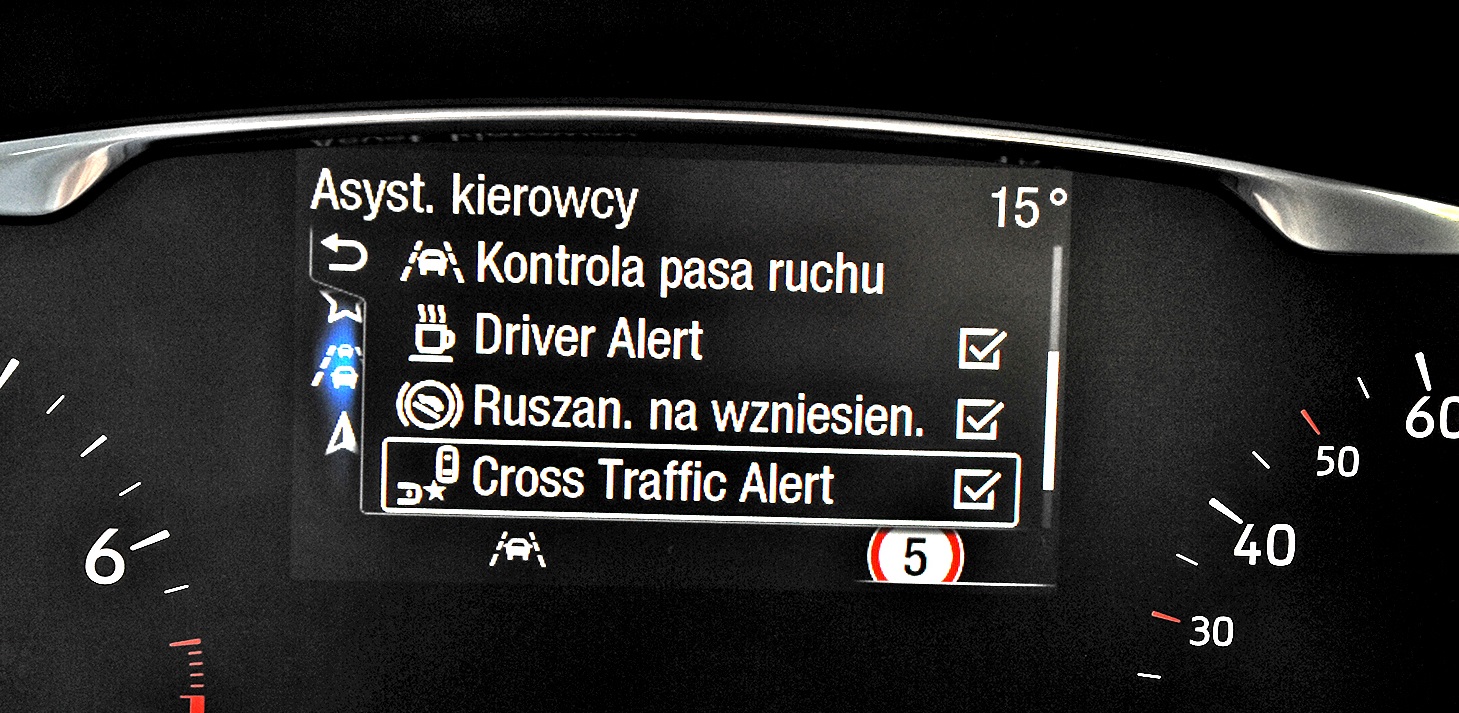 Asyst. kierowcy 15°
Kontrola pasa ruchu
Driver Alert
Ruszan. na wzniesien.
Cross Traffic Alert
5
6
60
50
40
30